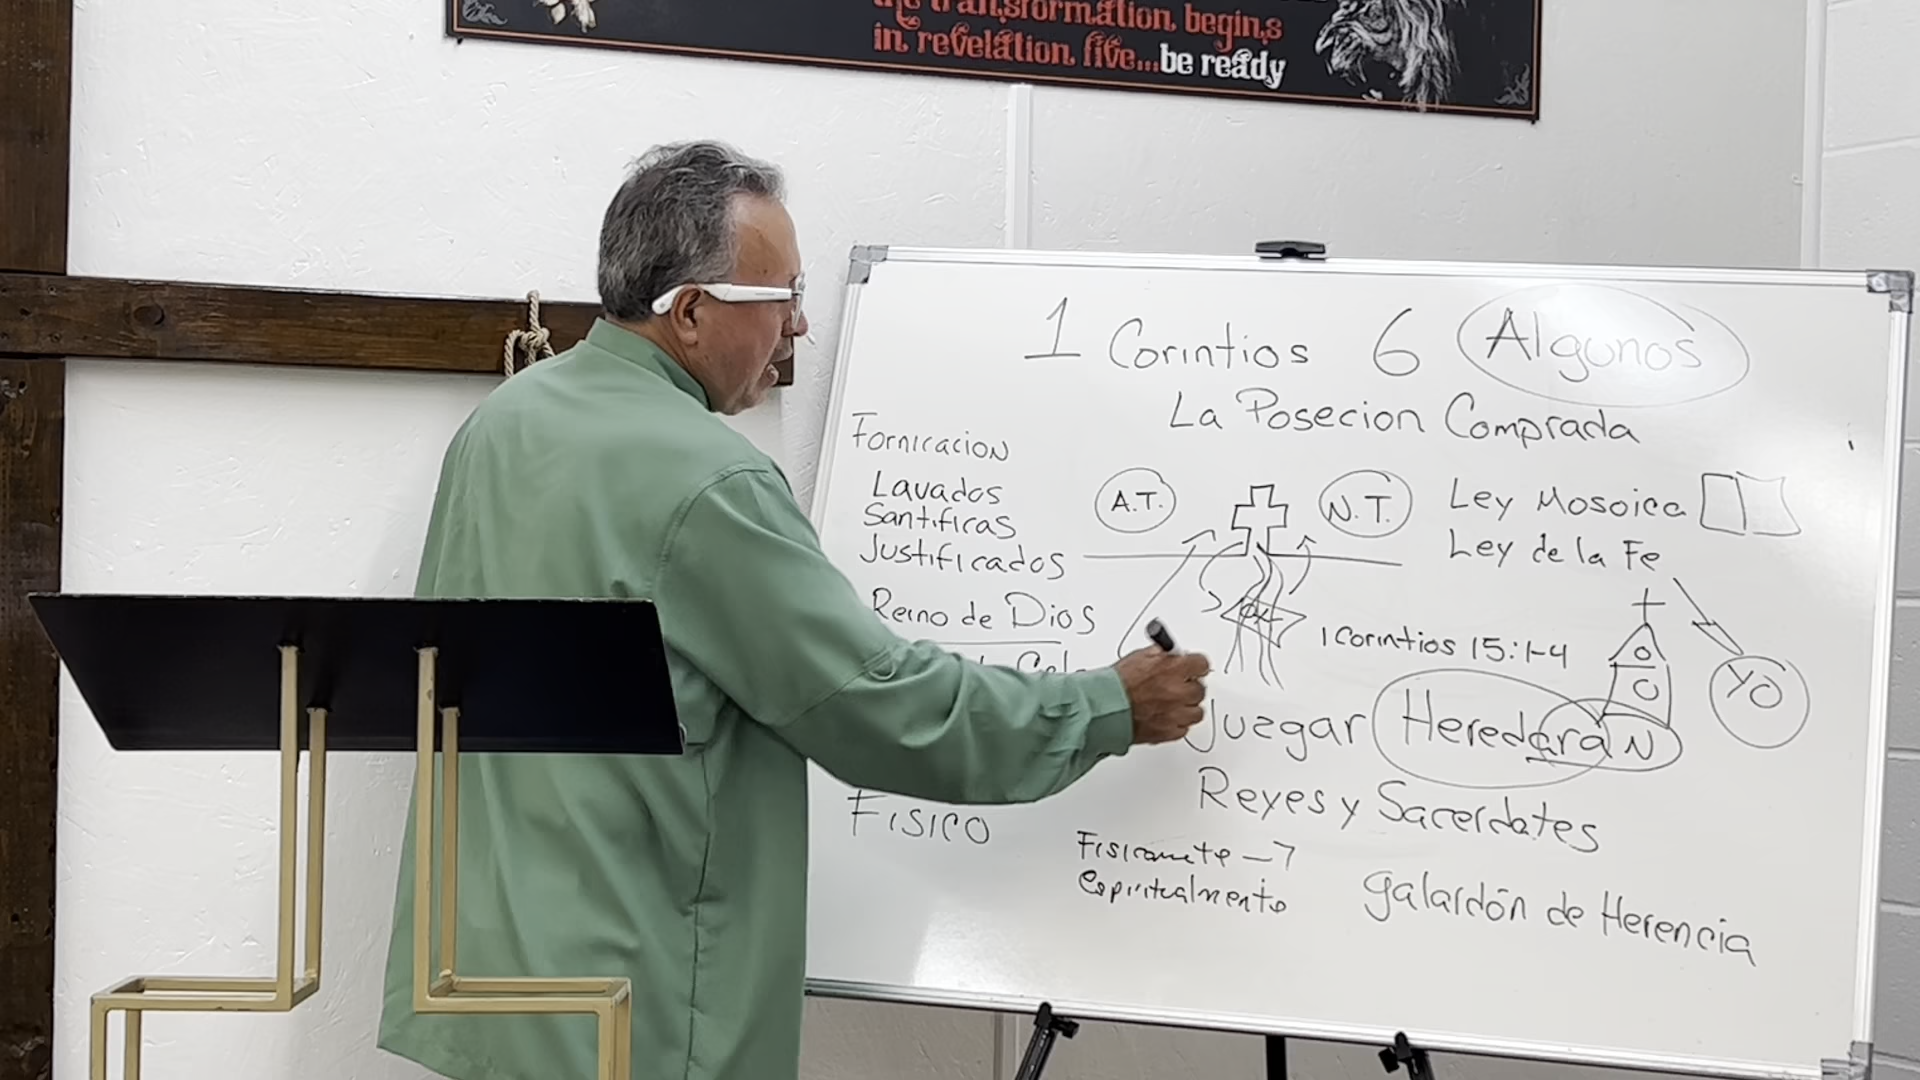 the transformation begins
in revelation five...be ready
1 Corintios 6 Algunos
La Posecion Comprada
Fornicacion
Lavados
Santificas
Justificados
Reino de Dios
A.T.
N.T.
Ley Mosoica
Ley de la Fe
1 Corintios 15:1-4
YO
Juzgar Heredaran
Reyes y Sacerdotes
Fisico
Fisicamete - 7
espiritualmente
galardón de Herencia